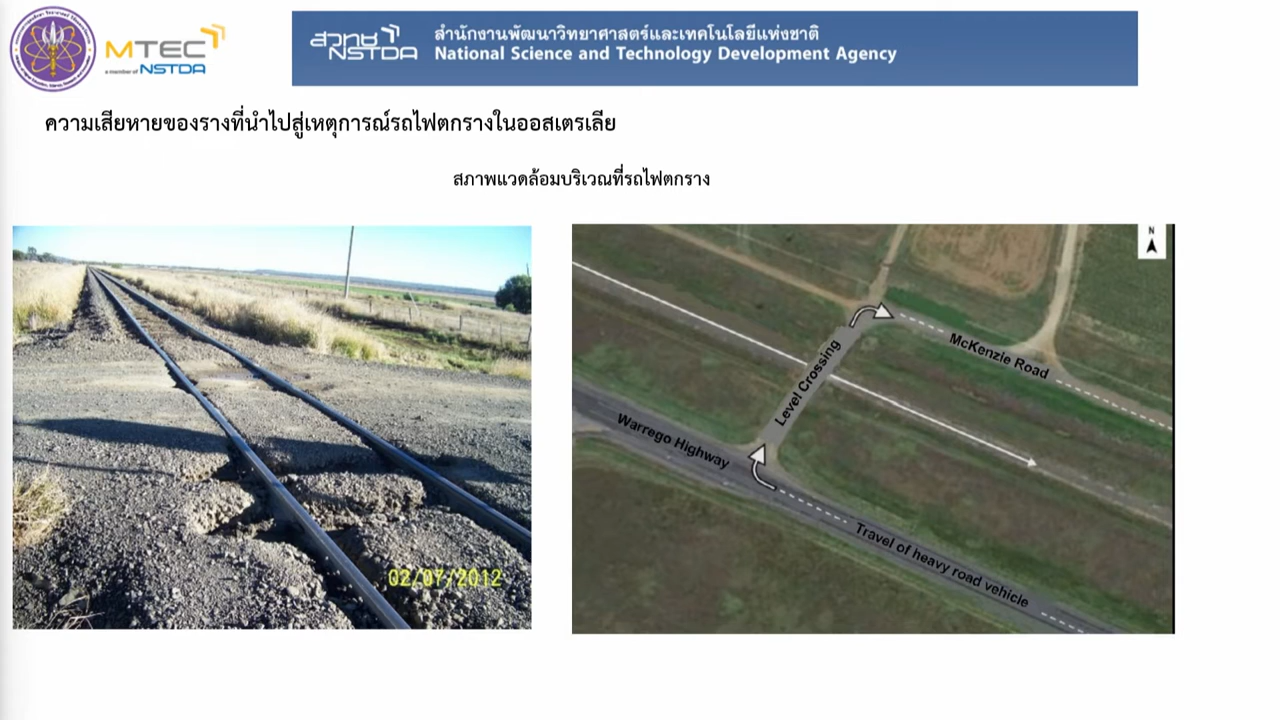 MTEC
a member of NSTDA
สวทช
NSTDA
สำนักงานพัฒนาวิทยาศาสตร์และเทคโนโลยีแห่งชาติ
National Science and Technology Development Agency
ความเสียหายของรางที่นำไปสู่เหตุการณ์รถไฟตกรางในออสเตรเลีย
สภาพแวดล้อมบริเวณที่รถไฟตกราง
02/07/2012
N
McKenzie Road
Level Crossing
Warrego Highway
Travel of heavy road vehicle